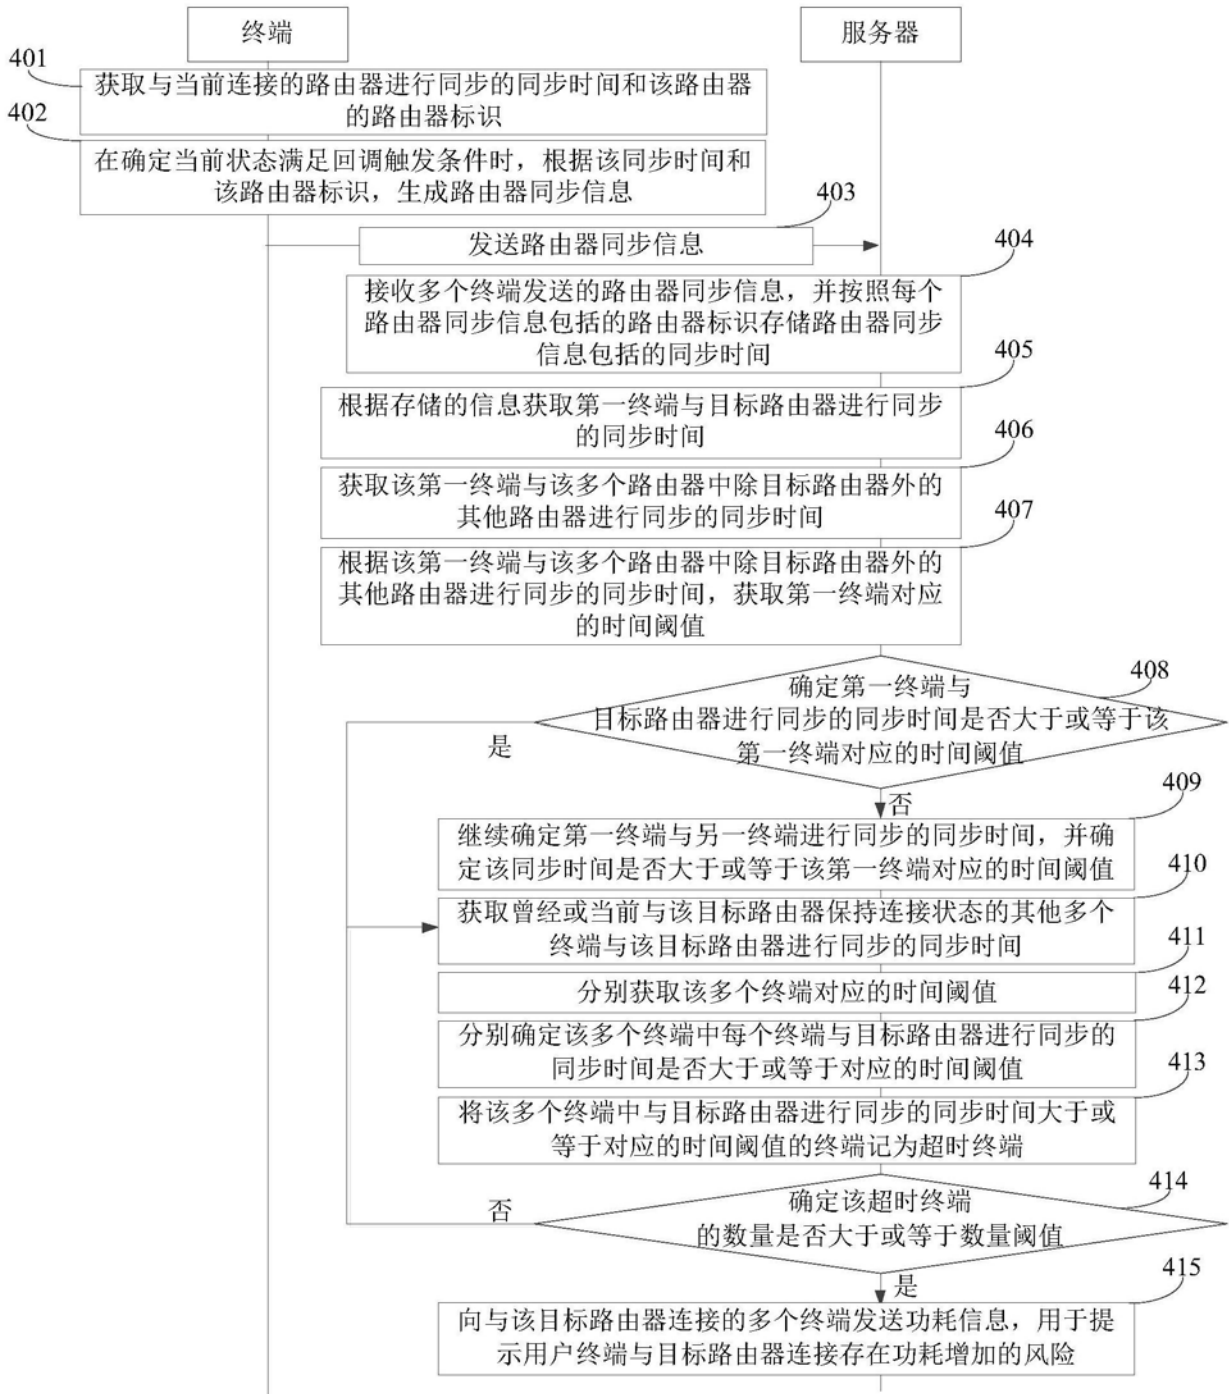 终端
服务器
401
获取与当前连接的路由器进行同步的同步时间和该路由器
的路由器标识
402
在确定当前状态满足回调触发条件时，根据该同步时间和
该路由器标识，生成路由器同步信息
403
发送路由器同步信息
404
接收多个终端发送的路由器同步信息，并按照每个
路由器同步信息包括的路由器标识存储路由器同步
信息包括的同步时间
405
根据存储的信息获取第一终端与目标路由器进行同步
的同步时间
406
获取该第一终端与该多个路由器中除目标路由器外的
其他路由器进行同步的同步时间
407
根据该第一终端与该多个路由器中除目标路由器外的
其他路由器进行同步的同步时间，获取第一终端对应
的时间阈值
408
确定第一终端与
目标路由器进行同步的同步时间是否大于或等于该
第一终端对应的时间阈值
是
否
409
继续确定第一终端与另一终端进行同步的同步时间，并确
定该同步时间是否大于或等于该第一终端对应的时间阈值
410
获取曾经或当前与该目标路由器保持连接状态的其他多个
终端与该目标路由器进行同步的同步时间
411
分别获取该多个终端对应的时间阈值
412
分别确定该多个终端中每个终端与目标路由器进行同步的
同步时间是否大于或等于对应的时间阈值
413
将该多个终端中与目标路由器进行同步的同步时间大于或
等于对应的时间阈值的终端记为超时终端
414
确定该超时终端
的数量是否大于或等于数量阈值
否
是
415
向与该目标路由器连接的多个终端发送功耗信息，用于提
示用户终端与目标路由器连接存在功耗增加的风险